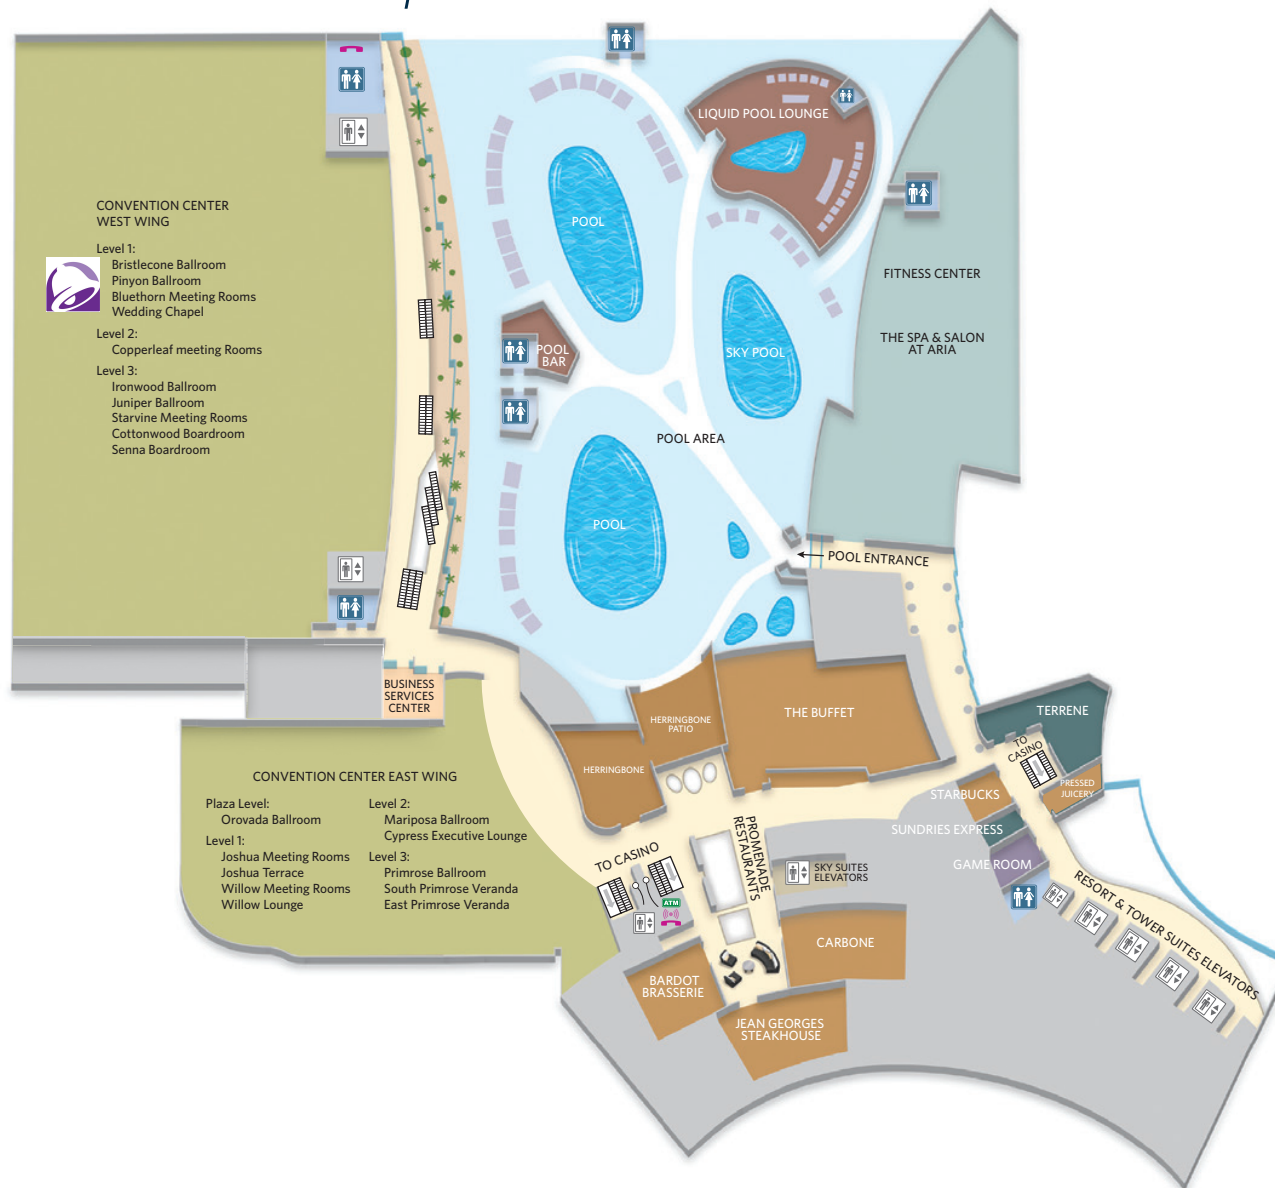 LIQUID POOL LOUNGE
CONVENTION CENTER
WEST WING
Level 1:
Bristlecone Ballroom
Pinyon Ballroom
Bluethorn Meeting Rooms
Wedding Chapel
Level 2:
Copperleaf meeting Rooms
Level 3:
Ironwood Ballroom
Juniper Ballroom
Starvine Meeting Rooms
Cottonwood Boardroom
Senna Boardroom
POOL
FITNESS CENTER
THE SPA & SALON
AT ARIA
POOL
BAR
SKY POOL
POOL AREA
POOL
POOL ENTRANCE
BUSINESS
SERVICES
CENTER
HERRINGBONE
PATIO
THE BUFFET
TERRENE
TO
CASINO
HERRINGBONE
CONVENTION CENTER EAST WING
Plaza Level:
Orovada Ballroom
Level 1:
Joshua Meeting Rooms
Joshua Terrace
Willow Meeting Rooms
Willow Lounge
Level 2:
Mariposa Ballroom
Cypress Executive Lounge
Level 3:
Primrose Ballroom
South Primrose Veranda
East Primrose Veranda
PRESSED
JUICERY
STARBUCKS
SUNDRIES EXPRESS
GAME ROOM
TO CASINO
PROMENADE
RESTAURANTS
SKY SUITES
ELEVATORS
ATM
RESORT & TOWER SUITES ELEVATORS
CARBONE
BARDOT
BRASSERIE
JEAN GEORGES
STEAKHOUSE